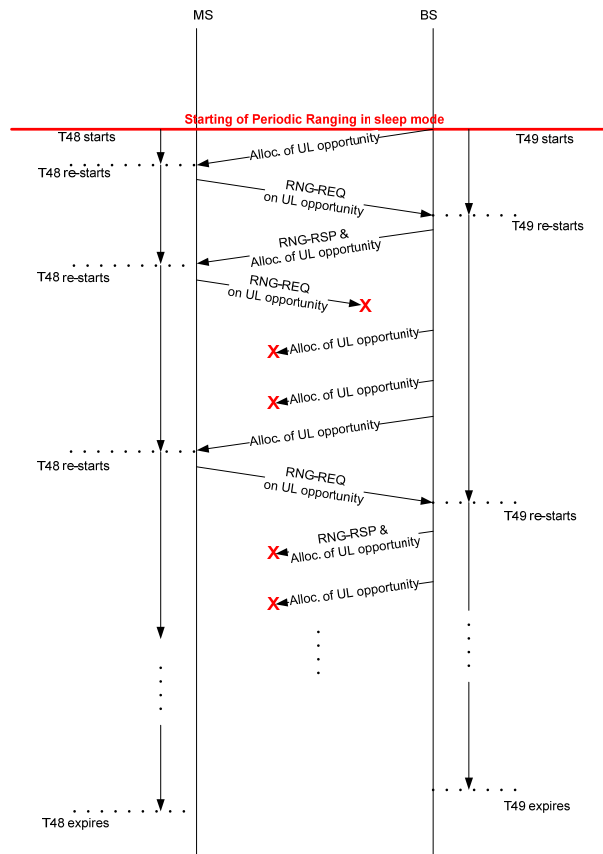 MS
BS
Starting of Periodic Ranging in sleep mode
T48 starts
T49 starts
Alloc. of UL opportunity
T48 re-starts
RNG-REQ
on UL opportunity
T49 re-starts
RNG-RSP &
Alloc. of UL opportunity
T48 re-starts
RNG-REQ
on UL opportunity
X
Alloc. of UL opportunity
X
Alloc. of UL opportunity
X
Alloc. of UL opportunity
T48 re-starts
RNG-REQ
on UL opportunity
T49 re-starts
RNG-RSP &
Alloc. of UL opportunity
X
Alloc. of UL opportunity
X
T49 expires
T48 expires